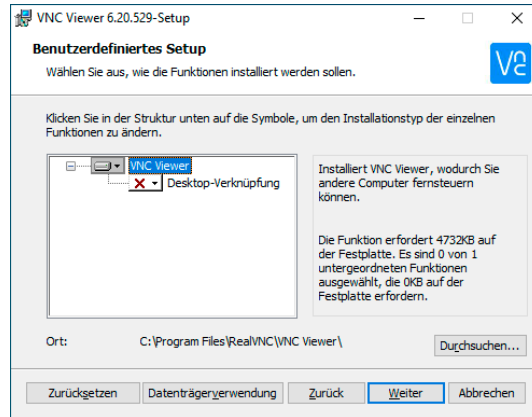 VNC Viewer 6.20.529-Setup
Benutzerdefiniertes Setup
Wählen Sie aus, wie die Funktionen installiert werden sollen.
Klicken Sie in der Struktur unten auf die Symbole, um den Installationstyp der einzelnen
Funktionen zu ändern.
VNC Viewer
Desktop-Verknüpfung
Installiert VNC Viewer, wodurch Sie
andere Computer fernsteuern
können.
Die Funktion erfordert 4732KB auf
der Festplatte. Es sind 0 von 1
untergeordneten Funktionen
ausgewählt, die 0KB auf der
Festplatte erfordern.
Ort: C:\Program Files\RealVNC\VNC Viewer\
Durchsuchen...
Zurücksetzen Datenträgerverwendung Zurück Weiter Abbrechen